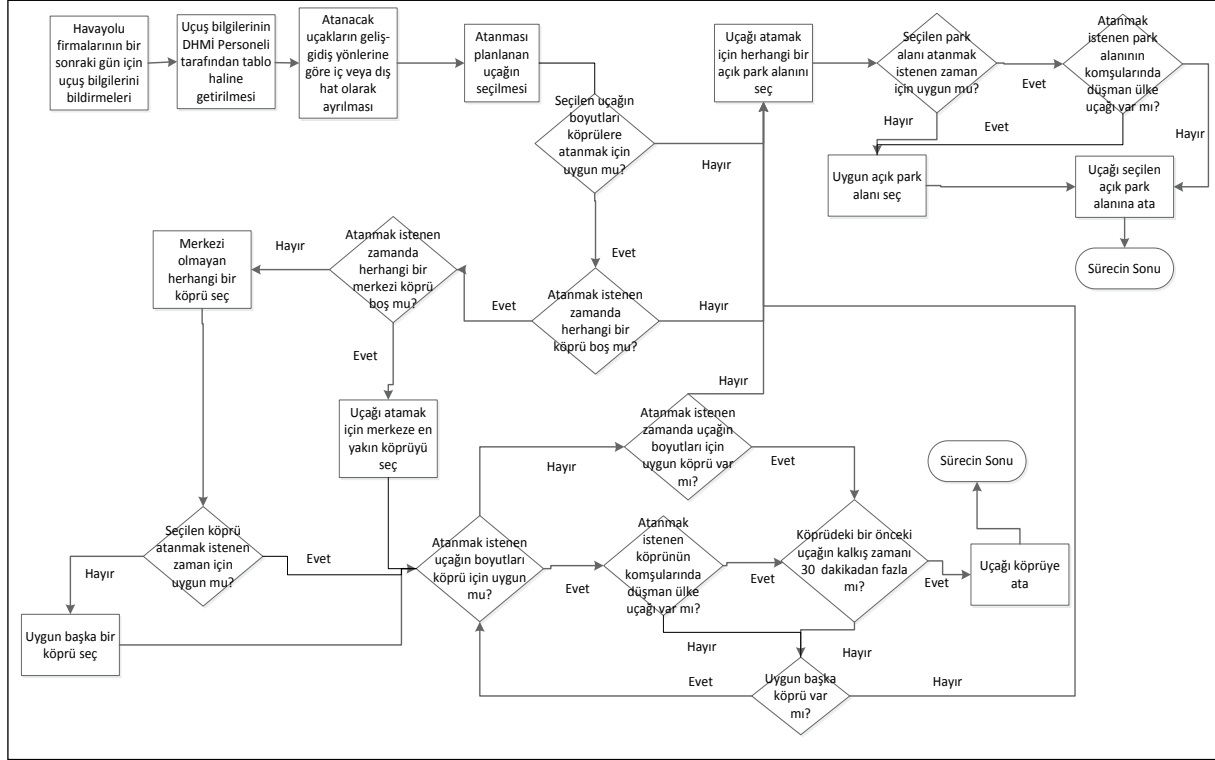 Havayolu
firmalarının bir
sonraki gün için
uçuş bilgilerini
bildirmeleri
Uçuş bilgilerinin
DHMİ Personeli
tarafından tablo
haline
getirilmesi
Atanacak
uçakların geliş-
gidiş yönlerine
göre iç veya dış
hat olarak
ayrılması
Atanması
planlanan
uçağın
seçilmesi
Seçilen uçağın
boyutları
köprülere
atanmak için
uygun mu?
Hayır
Evet
Uçağı atamak
için herhangi bir
açık park alanını
seç
Seçilen park
alanı atanmak
istenen zaman
için uygun mu?
Evet
Hayır
Atanmak
istenen park
alanının
komşularında
düşman ülke
uçağı var mı?
Evet
Hayır
Uygun açık park
alanı seç
Uçağı seçilen
açık park
alanına ata
Sürecin Sonu
Atanmak istenen
zamanda
herhangi bir
köprü boş mu?
Hayır
Evet
Atanmak istenen
zamanda
herhangi bir
merkezi köprü
boş mu?
Hayır
Evet
Merkezi
olmayan
herhangi bir
köprü seç
Uçağı atamak
için merkeze en
yakın köprüyü
seç
Seçilen köprü
atanmak istenen
zaman için
uygun mu?
Evet
Hayır
Uygun başka bir
köprü seç
Atanmak istenen
uçağın boyutları
köprü için uygun
mu?
Hayır
Evet
Atanmak istenen
zamanda uçağın
boyutları için
uygun köprü var
mı?
Hayır
Evet
Atanmak
istenen
köprünün
komşularında
düşman ülke
uçağı var mı?
Evet
Hayır
Köprüdeki bir önceki
uçağın kalkış zamanı
30 dakikadan fazla
mı?
Evet
Hayır
Uçağı köprüye
ata
Sürecin Sonu
Uygun başka
köprü var
mı?
Evet
Hayır